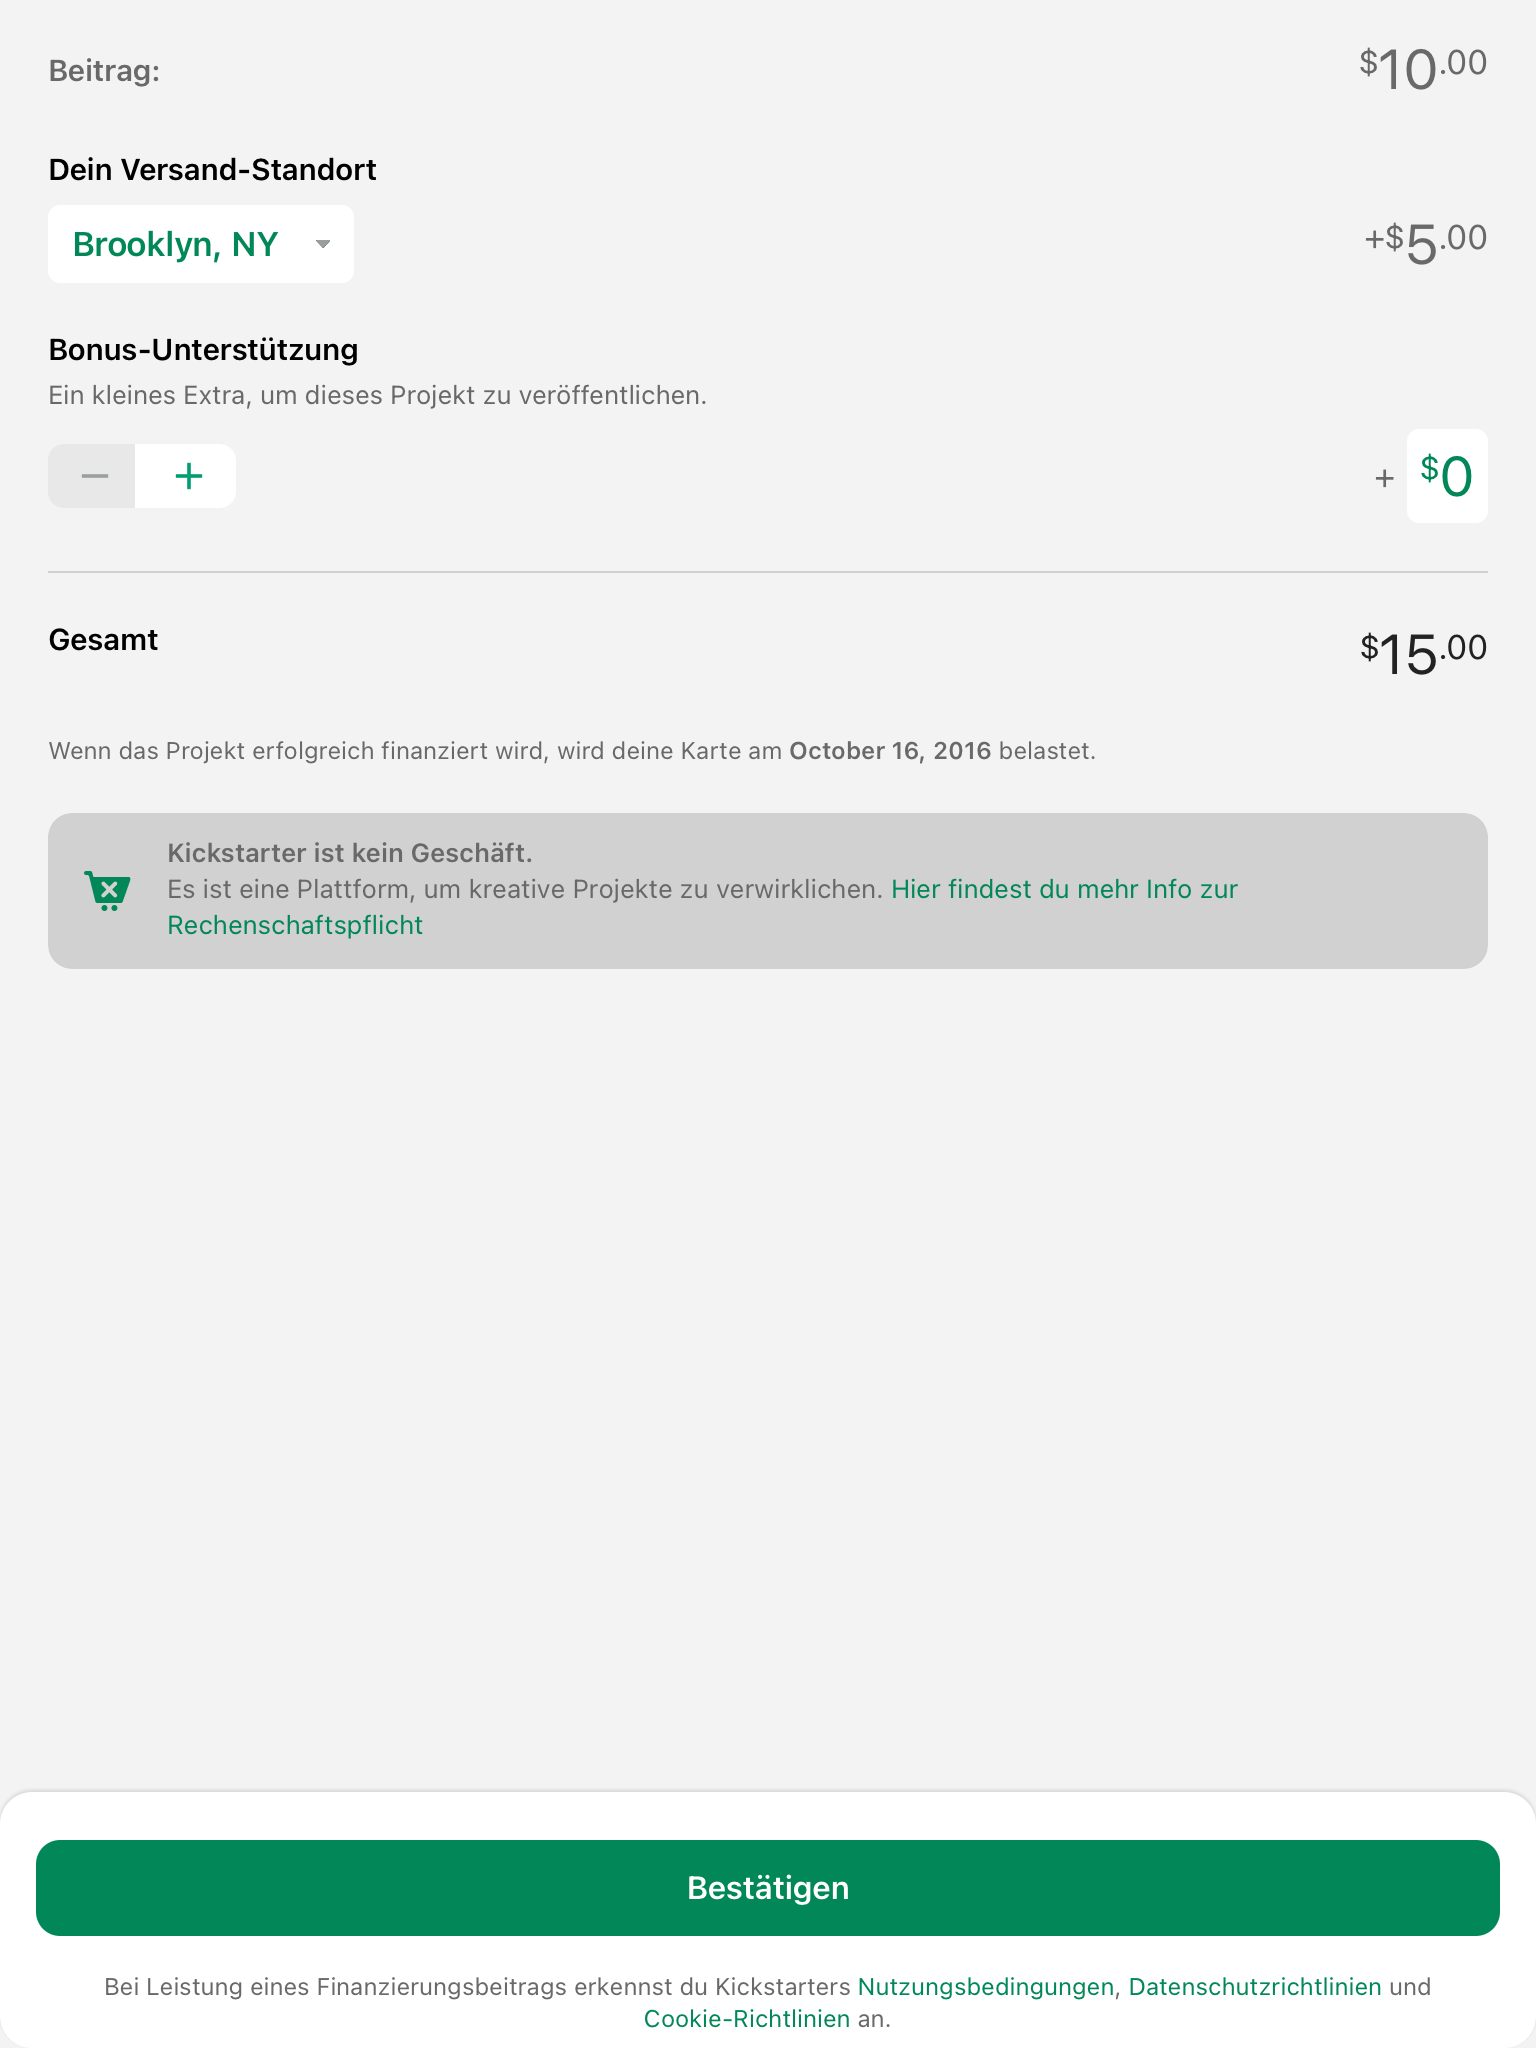 Beitrag:
$10.00
Dein Versand-Standort
Brooklyn, NY
+$5.00
Bonus-Unterstützung
Ein kleines Extra, um dieses Projekt zu veröffentlichen.
− +
+ $0
Gesamt
$15.00
Wenn das Projekt erfolgreich finanziert wird, wird deine Karte am October 16, 2016 belastet.
Kickstarter ist kein Geschäft.
Es ist eine Plattform, um kreative Projekte zu verwirklichen. Hier findest du mehr Info zur
Rechenschaftspflicht
Bestätigen
Bei Leistung eines Finanzierungsbeitrags erkennst du Kickstarters Nutzungsbedingungen, Datenschutzrichtlinien und
Cookie-Richtlinien an.